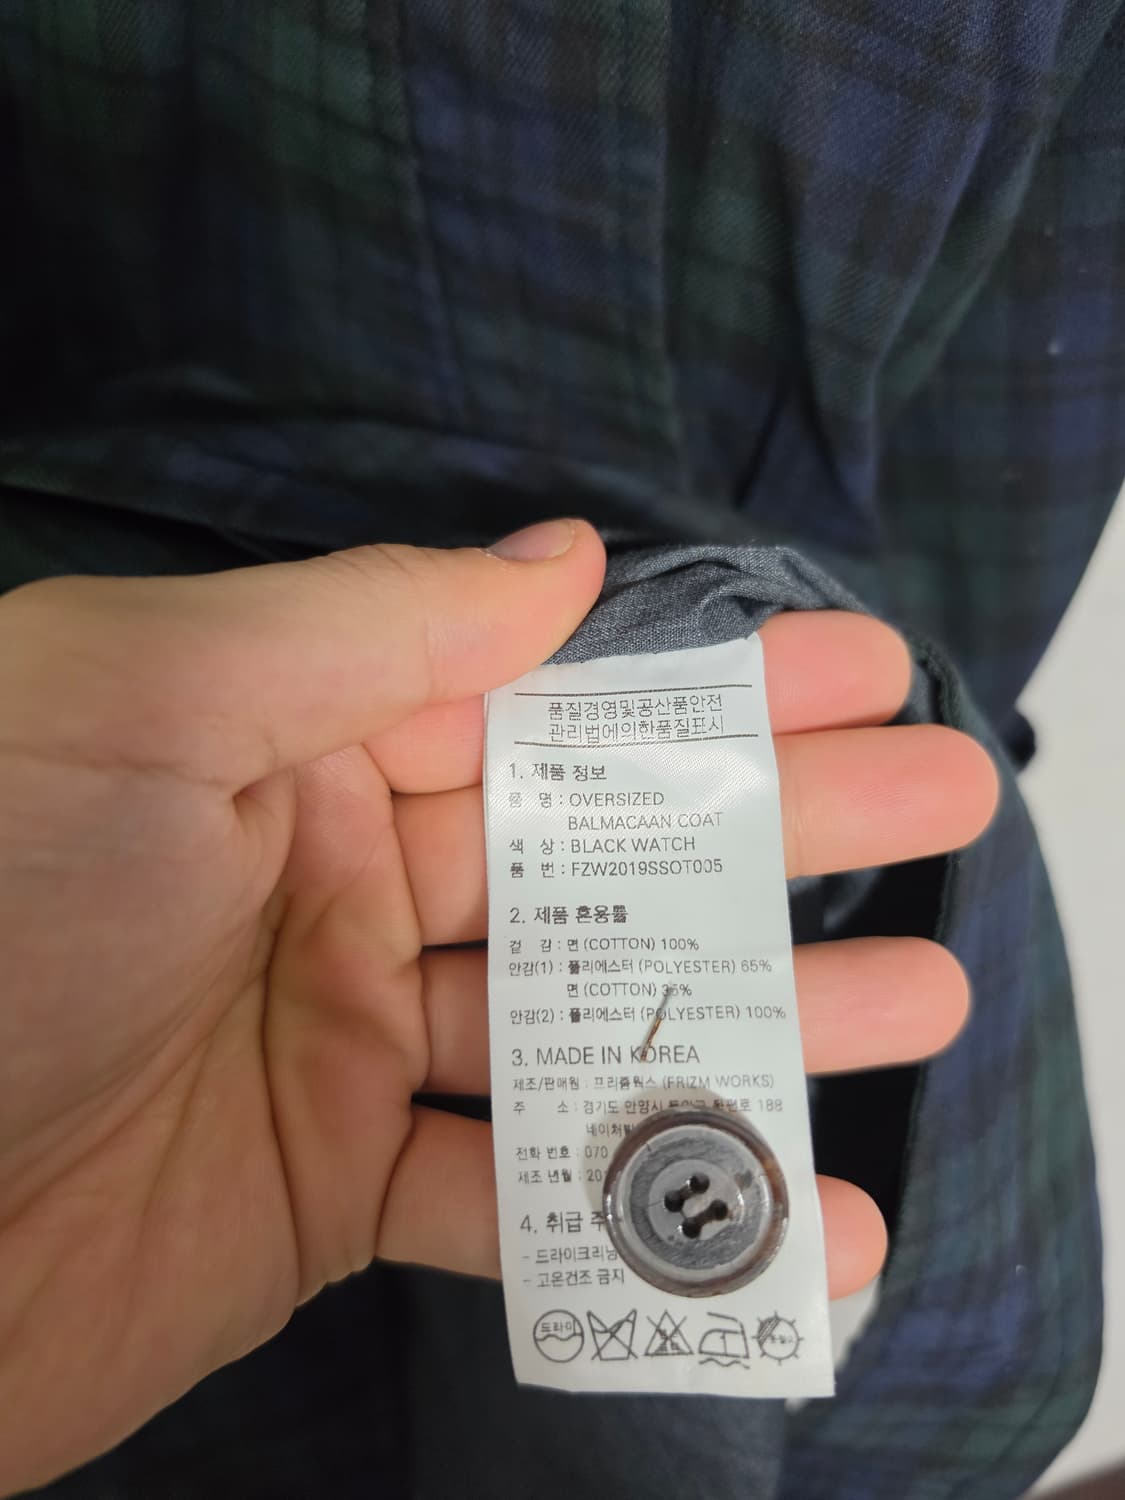 품질경영및공산품안전
관리법에의한품질표시
1. 제품 정보
품 명 : OVERSIZED
BALMACAAN COAT
색 상 : BLACK WATCH
품 번 : FZW2019SSOT005
2. 제품 혼용률
겉 감 : 면 (COTTON) 100%
안감(1) : 폴리에스터 (POLYESTER) 65%
면 (COTTON) 35%
안감(2) : 폴리에스터 (POLYESTER) 100%
3. MADE IN KOREA
제조/판매원 : 프리즘웍스 (FRIZM WORKS)
주 소 : 경기도 안양시 188
전화 번호 : 070
제조 년월 : 20
4. 취급 주
- 드라이크리닝
- 고온건조 금지
드라이